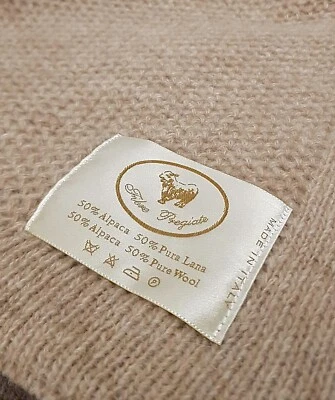 Fibre Pregiate
50% Alpaca 50% Pura Lana
50% Alpaca 50% Pure Wool
MADE IN ITALY